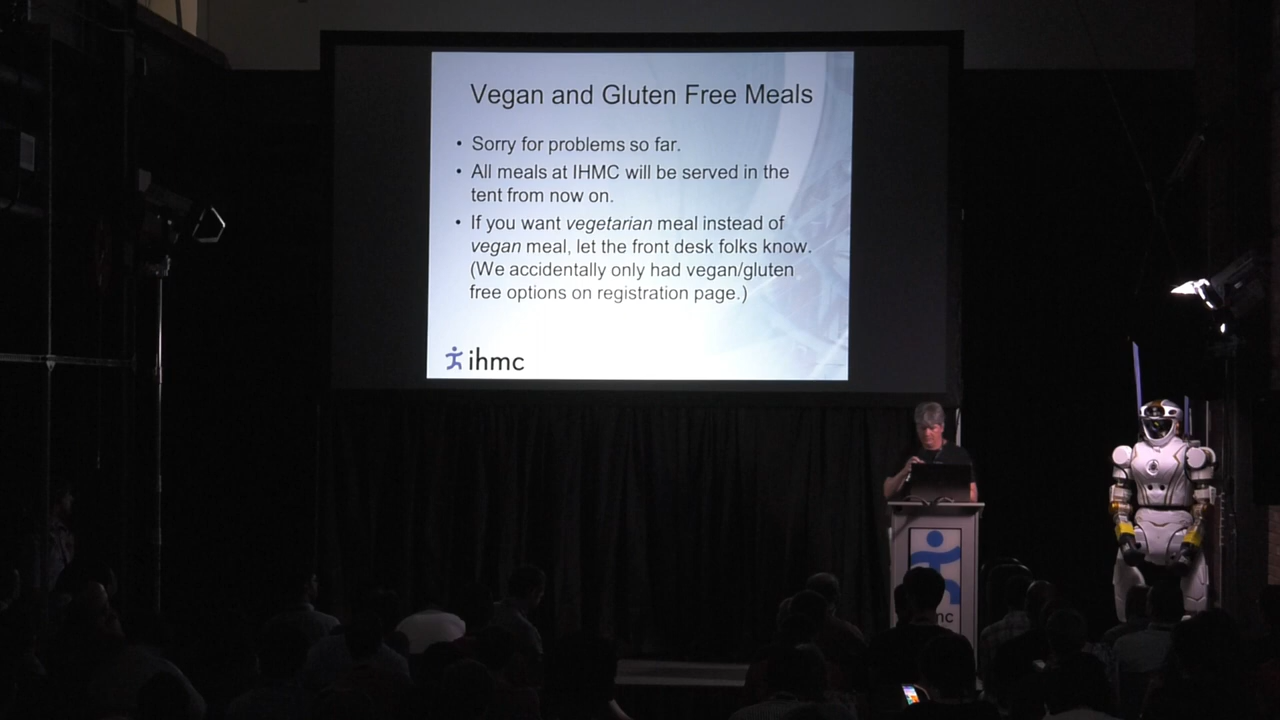 Vegan and Gluten Free Meals
• Sorry for problems so far.
• All meals at IHMC will be served in the
tent from now on.
• If you want vegetarian meal instead of
vegan meal, let the front desk folks know.
(We accidentally only had vegan/gluten
free options on registration page.)
ihmc
mc